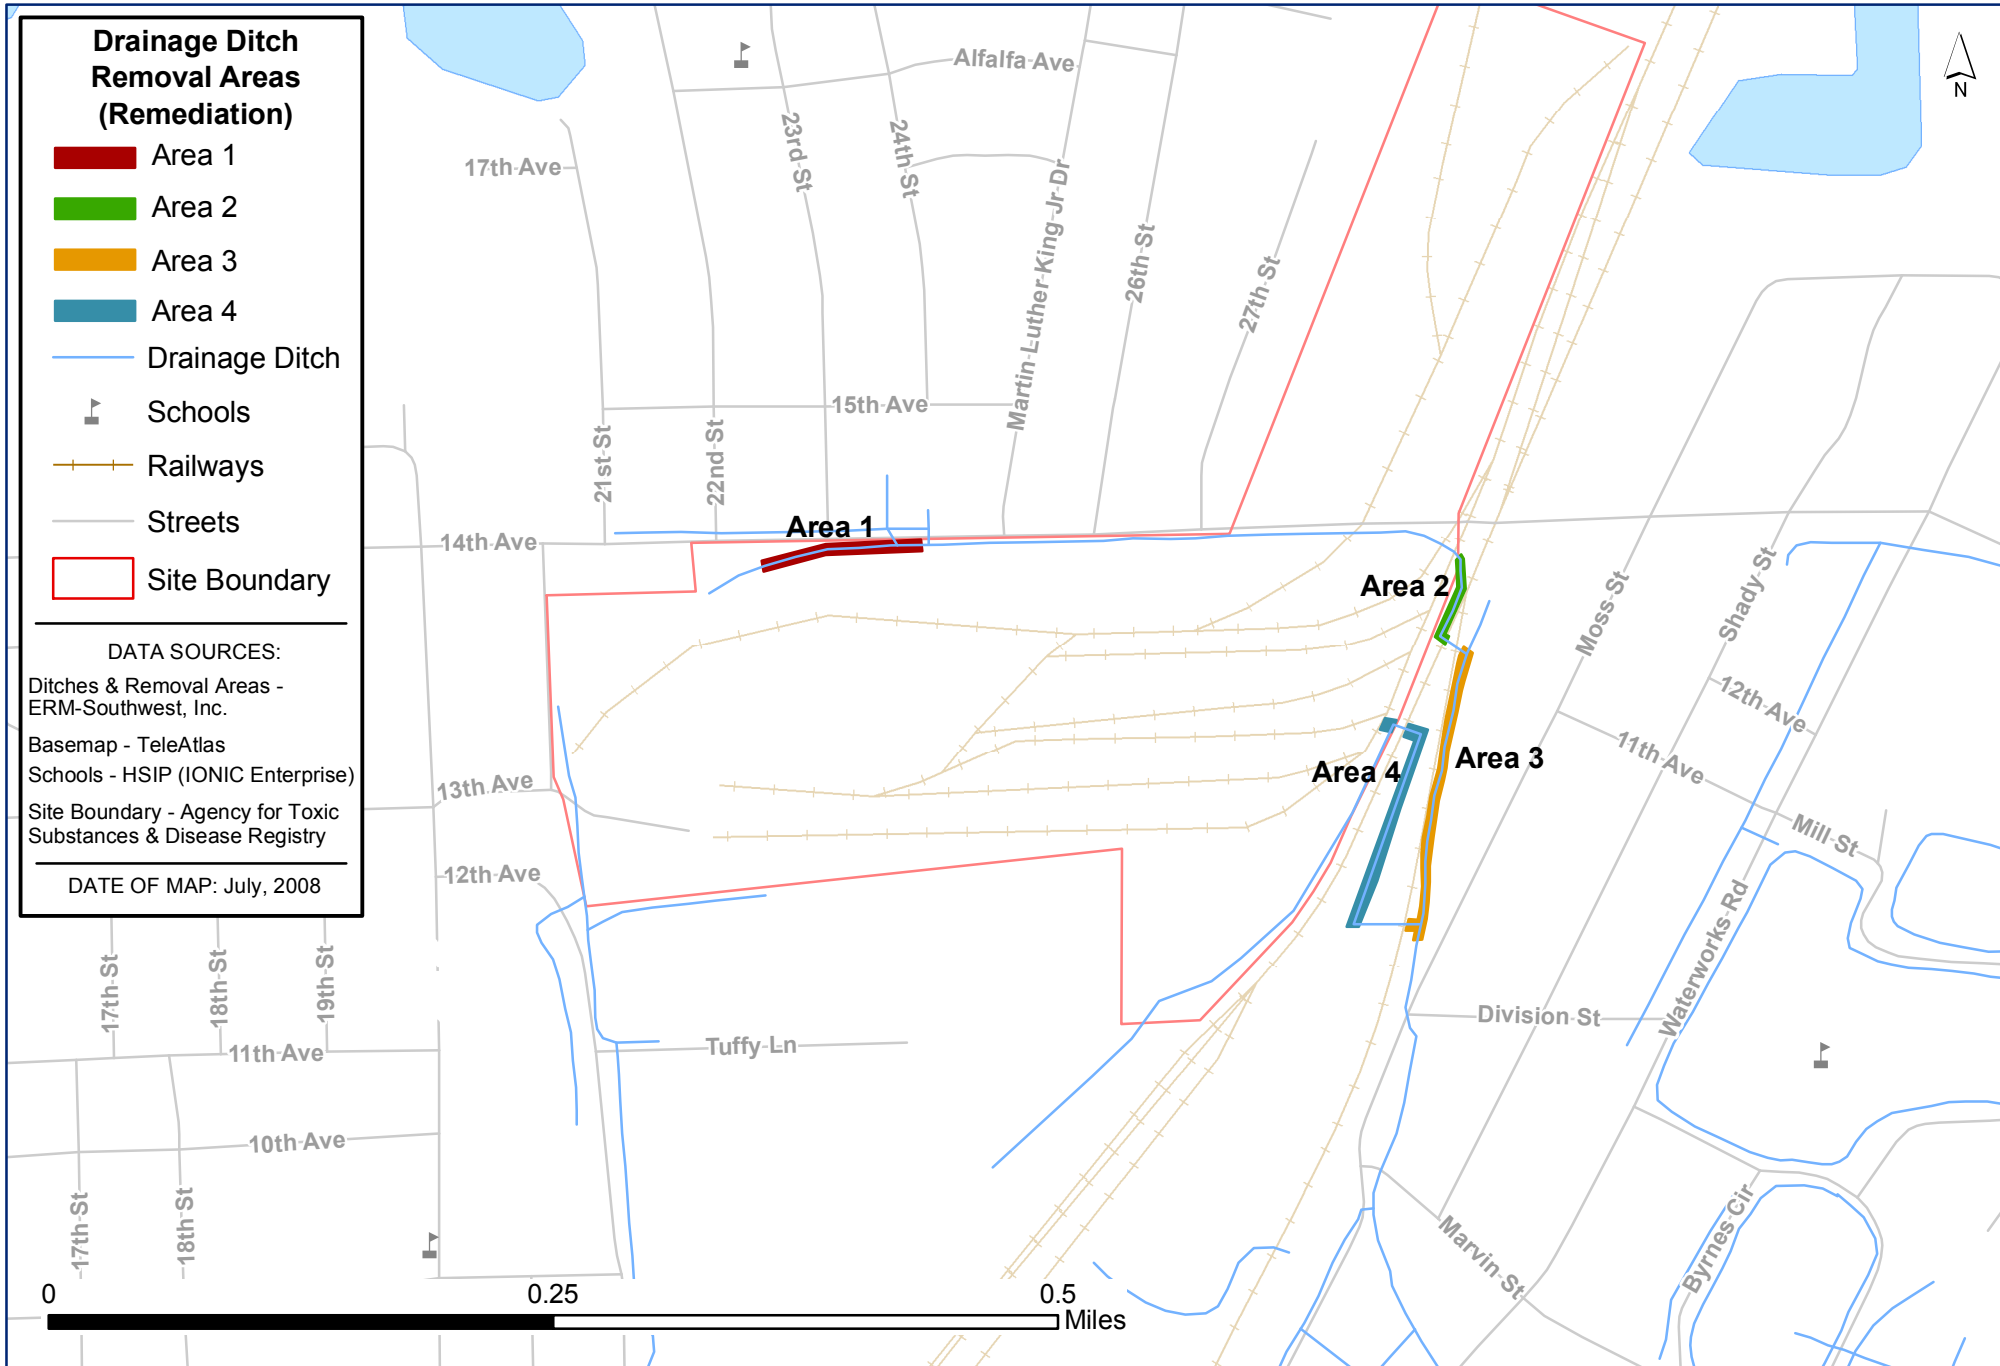 Drainage Ditch
Removal Areas
(Remediation)
Area 1
Area 2
Area 3
Area 4
Drainage Ditch
Schools
Railways
Streets
Site Boundary
DATA SOURCES:
Ditches & Removal Areas -
ERM-Southwest, Inc.
Basemap - TeleAtlas
Schools - HSIP (IONIC Enterprise)
Site Boundary - Agency for Toxic
Substances & Disease Registry
DATE OF MAP: July, 2008
N
Alfalfa Ave
17th Ave
23rd St
24th St
Martin Luther King Jr Dr
26th St
27th St
15th Ave
21st St
22nd St
14th Ave
Area 1
Area 2
Moss St
Shady St
12th Ave
11th Ave
Area 3
Area 4
13th Ave
Mill St
12th Ave
Waterworks Rd
17th St
18th St
19th St
Division St
11th Ave
Tuffy Ln
10th Ave
17th St
18th St
Marvin St
Byrnes Cir
0
0.25
0.5
Miles